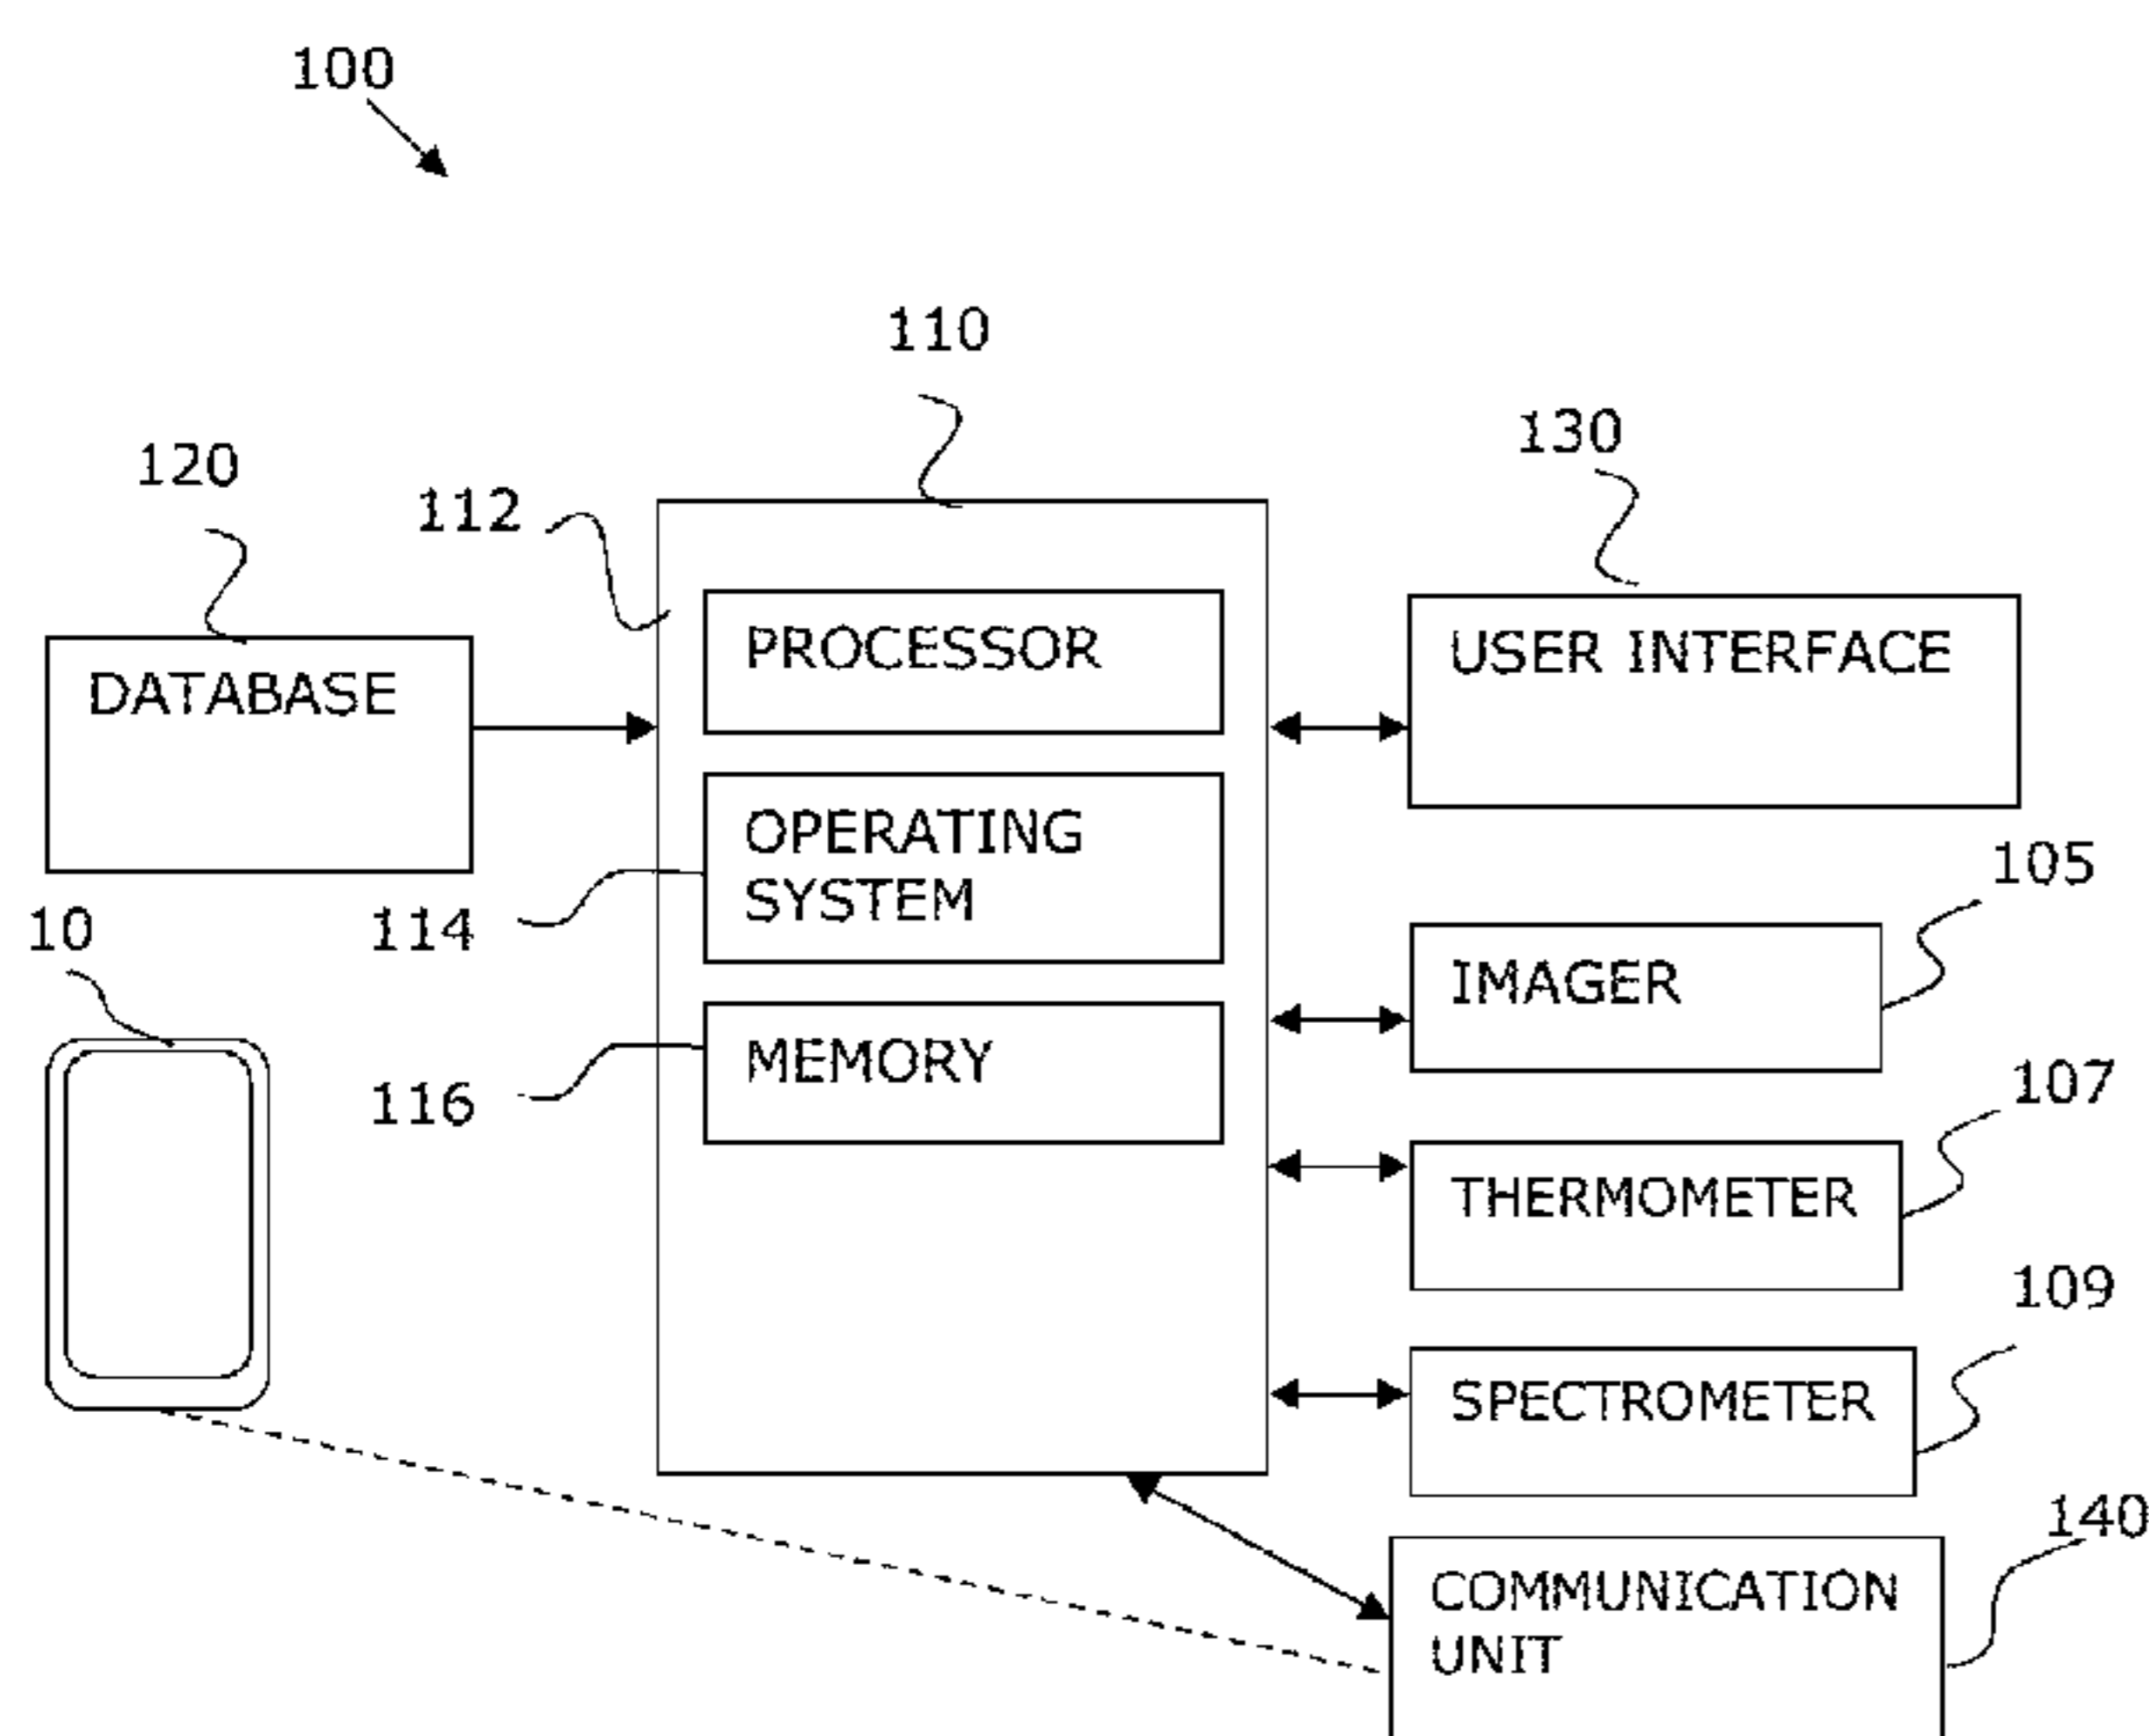 100
110
130
120
112
PROCESSOR
USER INTERFACE
DATABASE
OPERATING
SYSTEM
105
10
114
IMAGER
MEMORY
107
116
THERMOMETER
109
SPECTROMETER
140
COMMUNICATION
UNIT